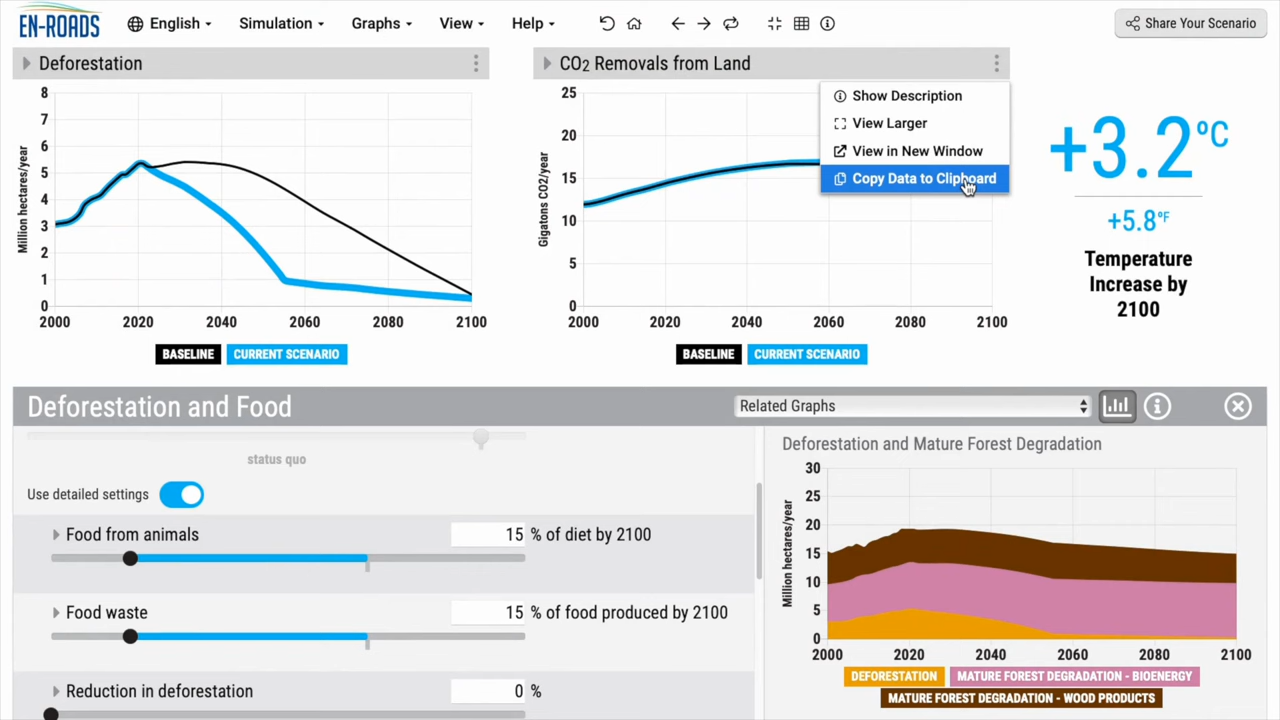 EN-ROADS
English
Simulation
Graphs
View
Help
Share Your Scenario
Deforestation
8
7
6
5
4
3
2
1
0
Million hectares/year
2000 2020 2040 2060 2080 2100
BASELINE CURRENT SCENARIO
CO2 Removals from Land
25
20
15
10
5
0
Gigatons CO2/year
2000 2020 2040 2060 2080 2100
BASELINE CURRENT SCENARIO
Show Description
View Larger
View in New Window
Copy Data to Clipboard
+3.2°C
+5.8°F
Temperature
Increase by
2100
Deforestation and Food
Related Graphs
status quo
Use detailed settings
Food from animals 15 % of diet by 2100
Food waste 15 % of food produced by 2100
Reduction in deforestation 0 %
Deforestation and Mature Forest Degradation
30
25
20
15
10
5
0
Million hectares/year
2000 2020 2040 2060 2080 2100
DEFORESTATION MATURE FOREST DEGRADATION - BIOENERGY
MATURE FOREST DEGRADATION - WOOD PRODUCTS